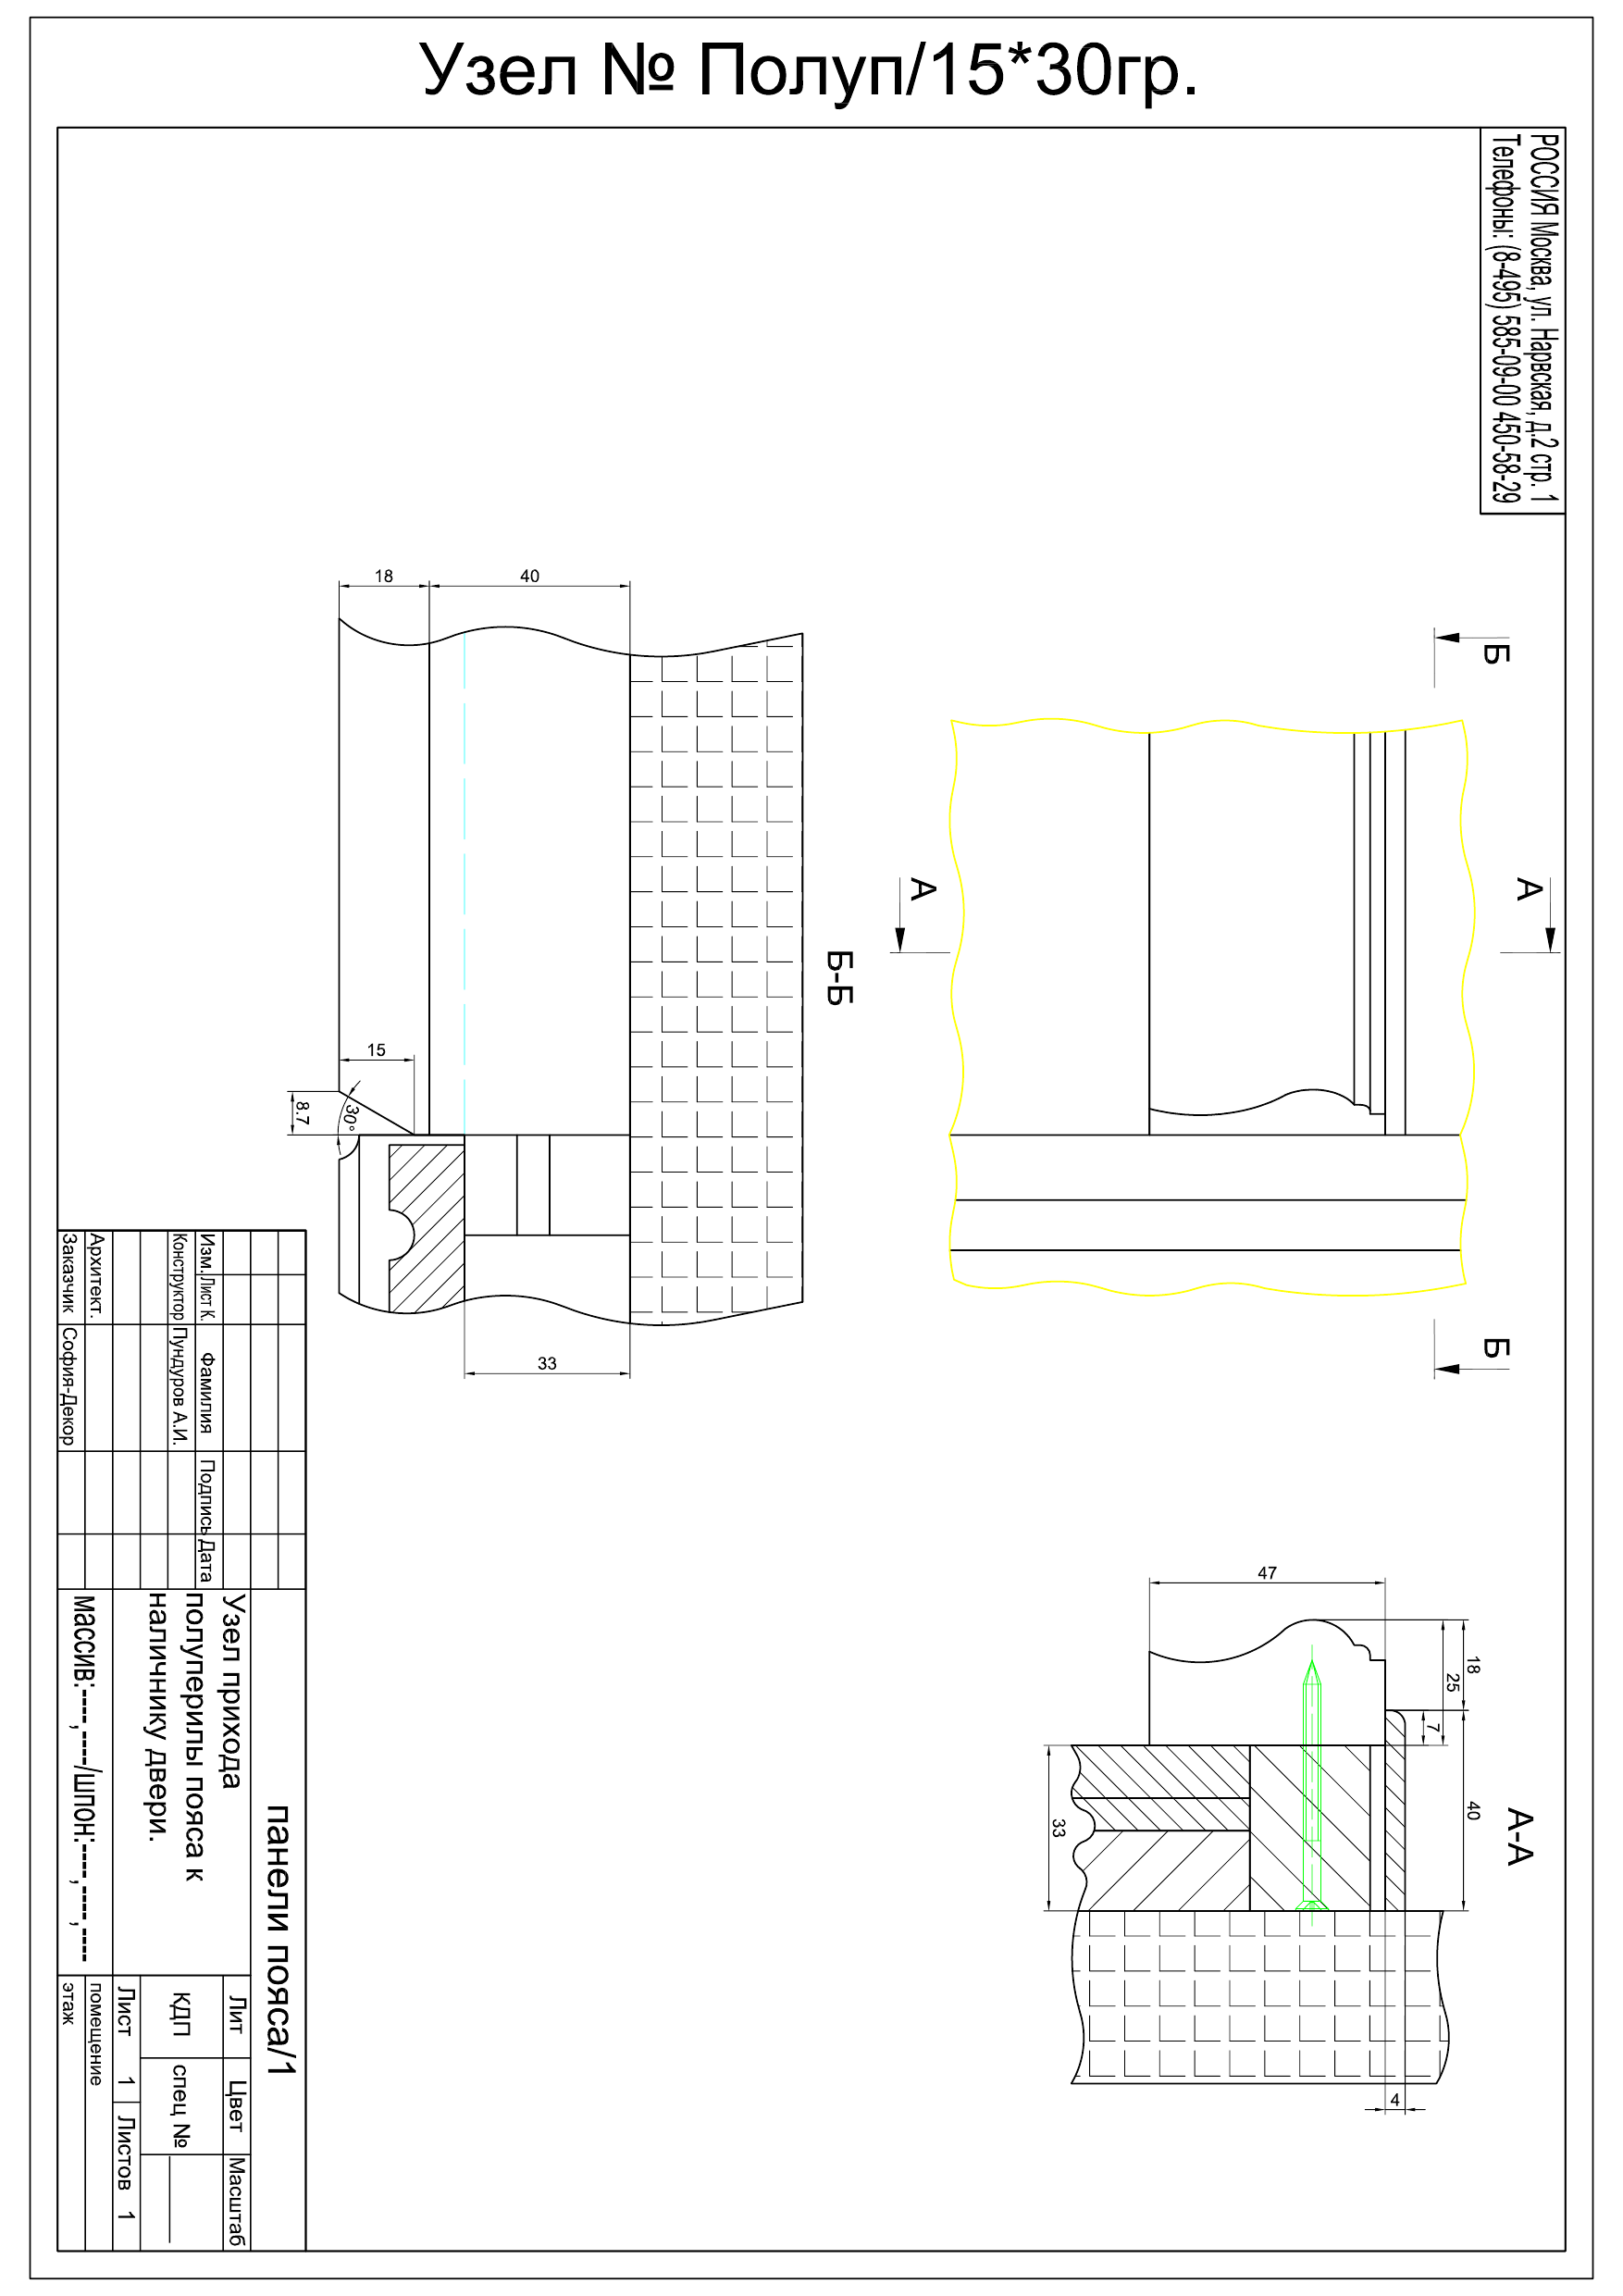 Узел № Полуп/15*30гр.
РОССИЯ Москва, ул. Нарвская, д.2 стр. 1
Телефоны: (8-495) 585-09-00 450-58-29
Б
Б
А
А
Б-Б
18
40
15
8.7
30°
33
А-А
47
18
25
7
40
33
4
панели пояса/1
Изм. Лист К. Фамилия Подпись Дата
Конструктор Пундуров А.И.
Архитект.
Заказчик София-Декор
Узел прихода
полуперилы пояса к
наличнику двери.
массив:----,----/шпон:----,----,----
Лит Цвет Масштаб
КДП спец №
Лист 1 Листов 1
помещение
этаж